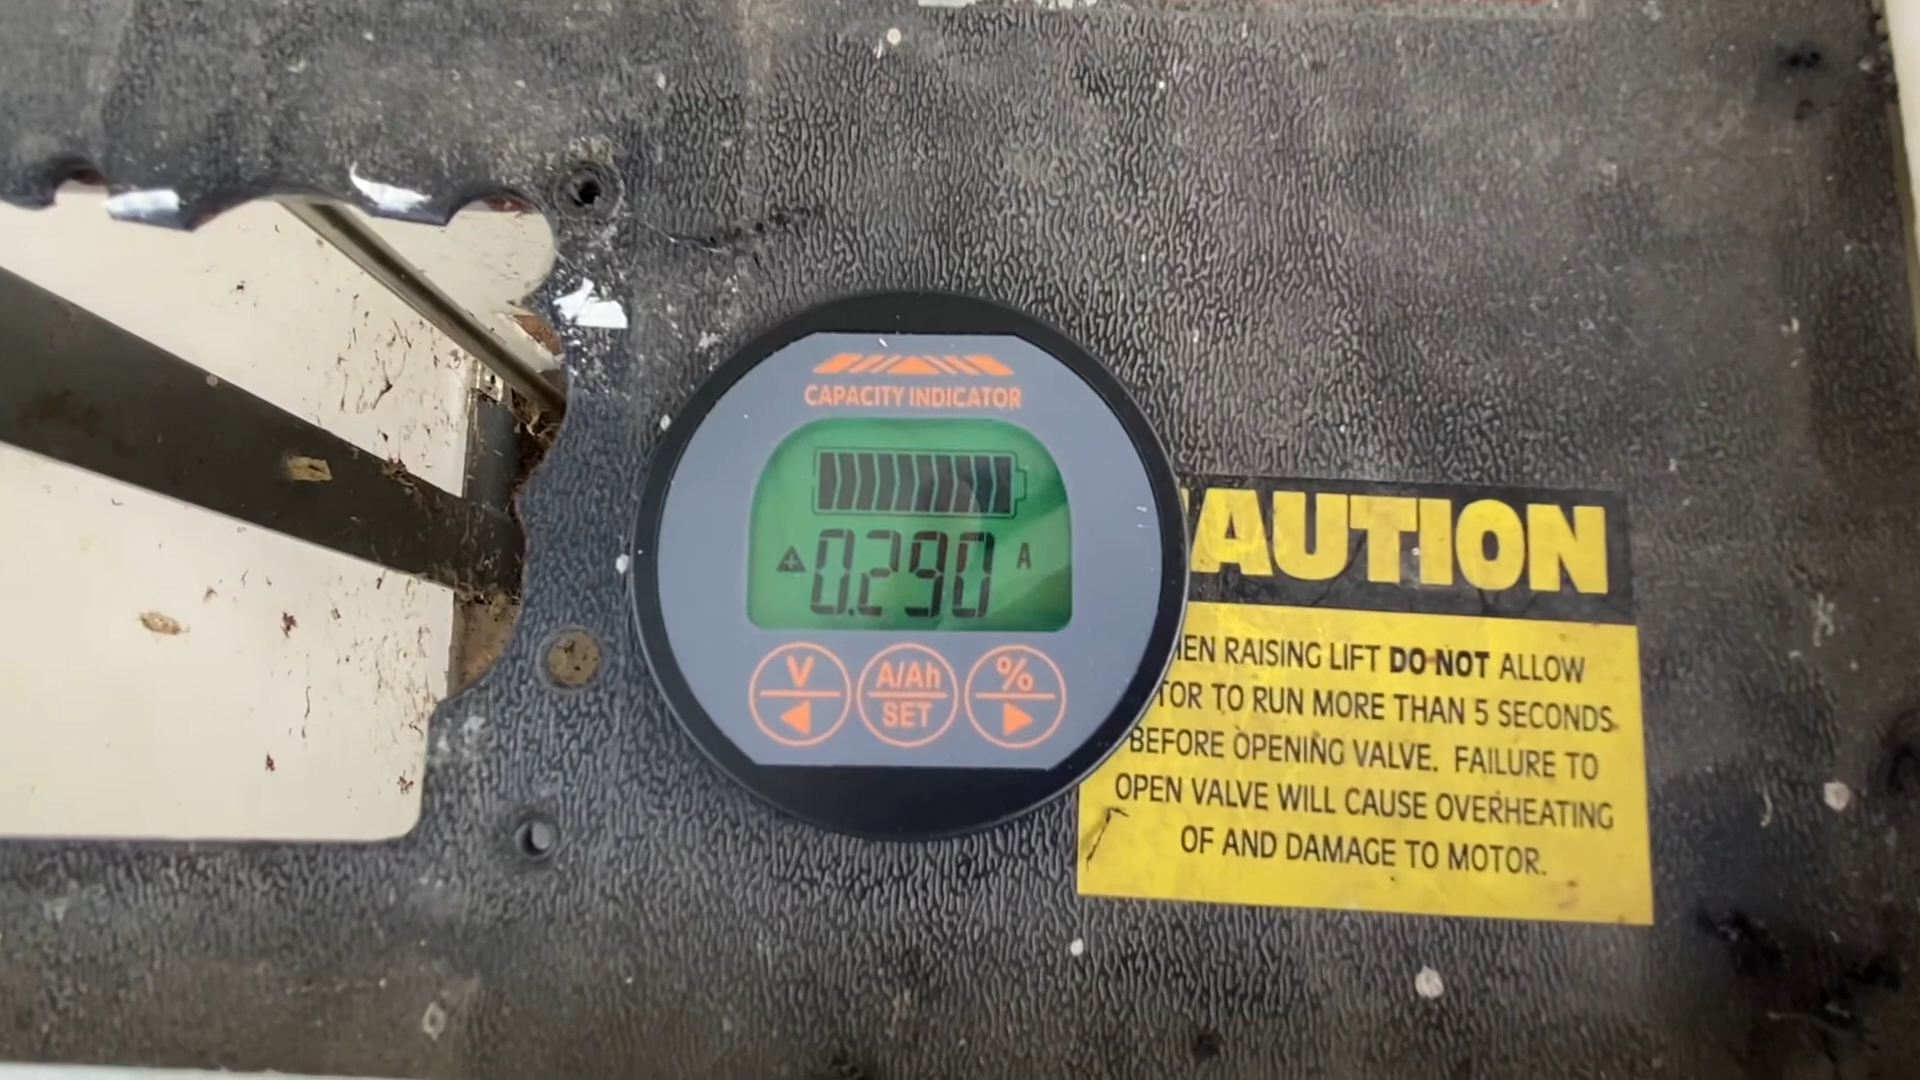 CAPACITY INDICATOR
0.290 A
V
A/Ah
SET
%
AUTION
EN RAISING LIFT DO NOT ALLOW
TOR TO RUN MORE THAN 5 SECONDS
BEFORE OPENING VALVE. FAILURE TO
OPEN VALVE WILL CAUSE OVERHEATING
OF AND DAMAGE TO MOTOR.